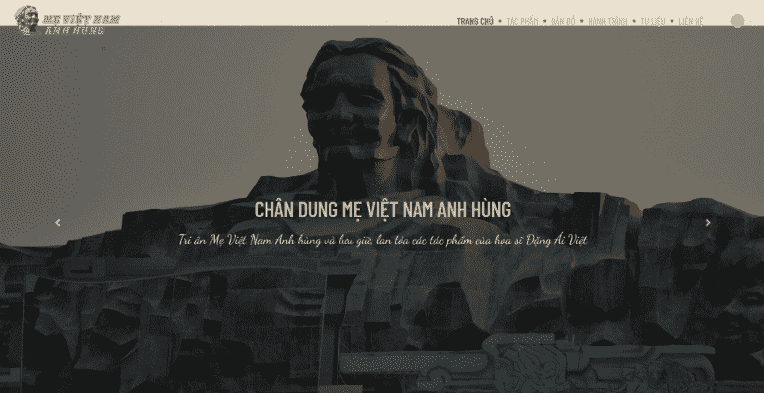 MẸ VIỆT NAM
ANH HÙNG
TRANG CHỦ • TÁC PHẨM • BẢN ĐỒ • HÀNH TRÌNH • TƯ LIỆU • LIÊN HỆ
CHÂN DUNG MẸ VIỆT NAM ANH HÙNG
Tri ân Mẹ Việt Nam Anh hùng và lưu giữ, lan tỏa các tác phẩm của họa sĩ Đặng Ái Việt